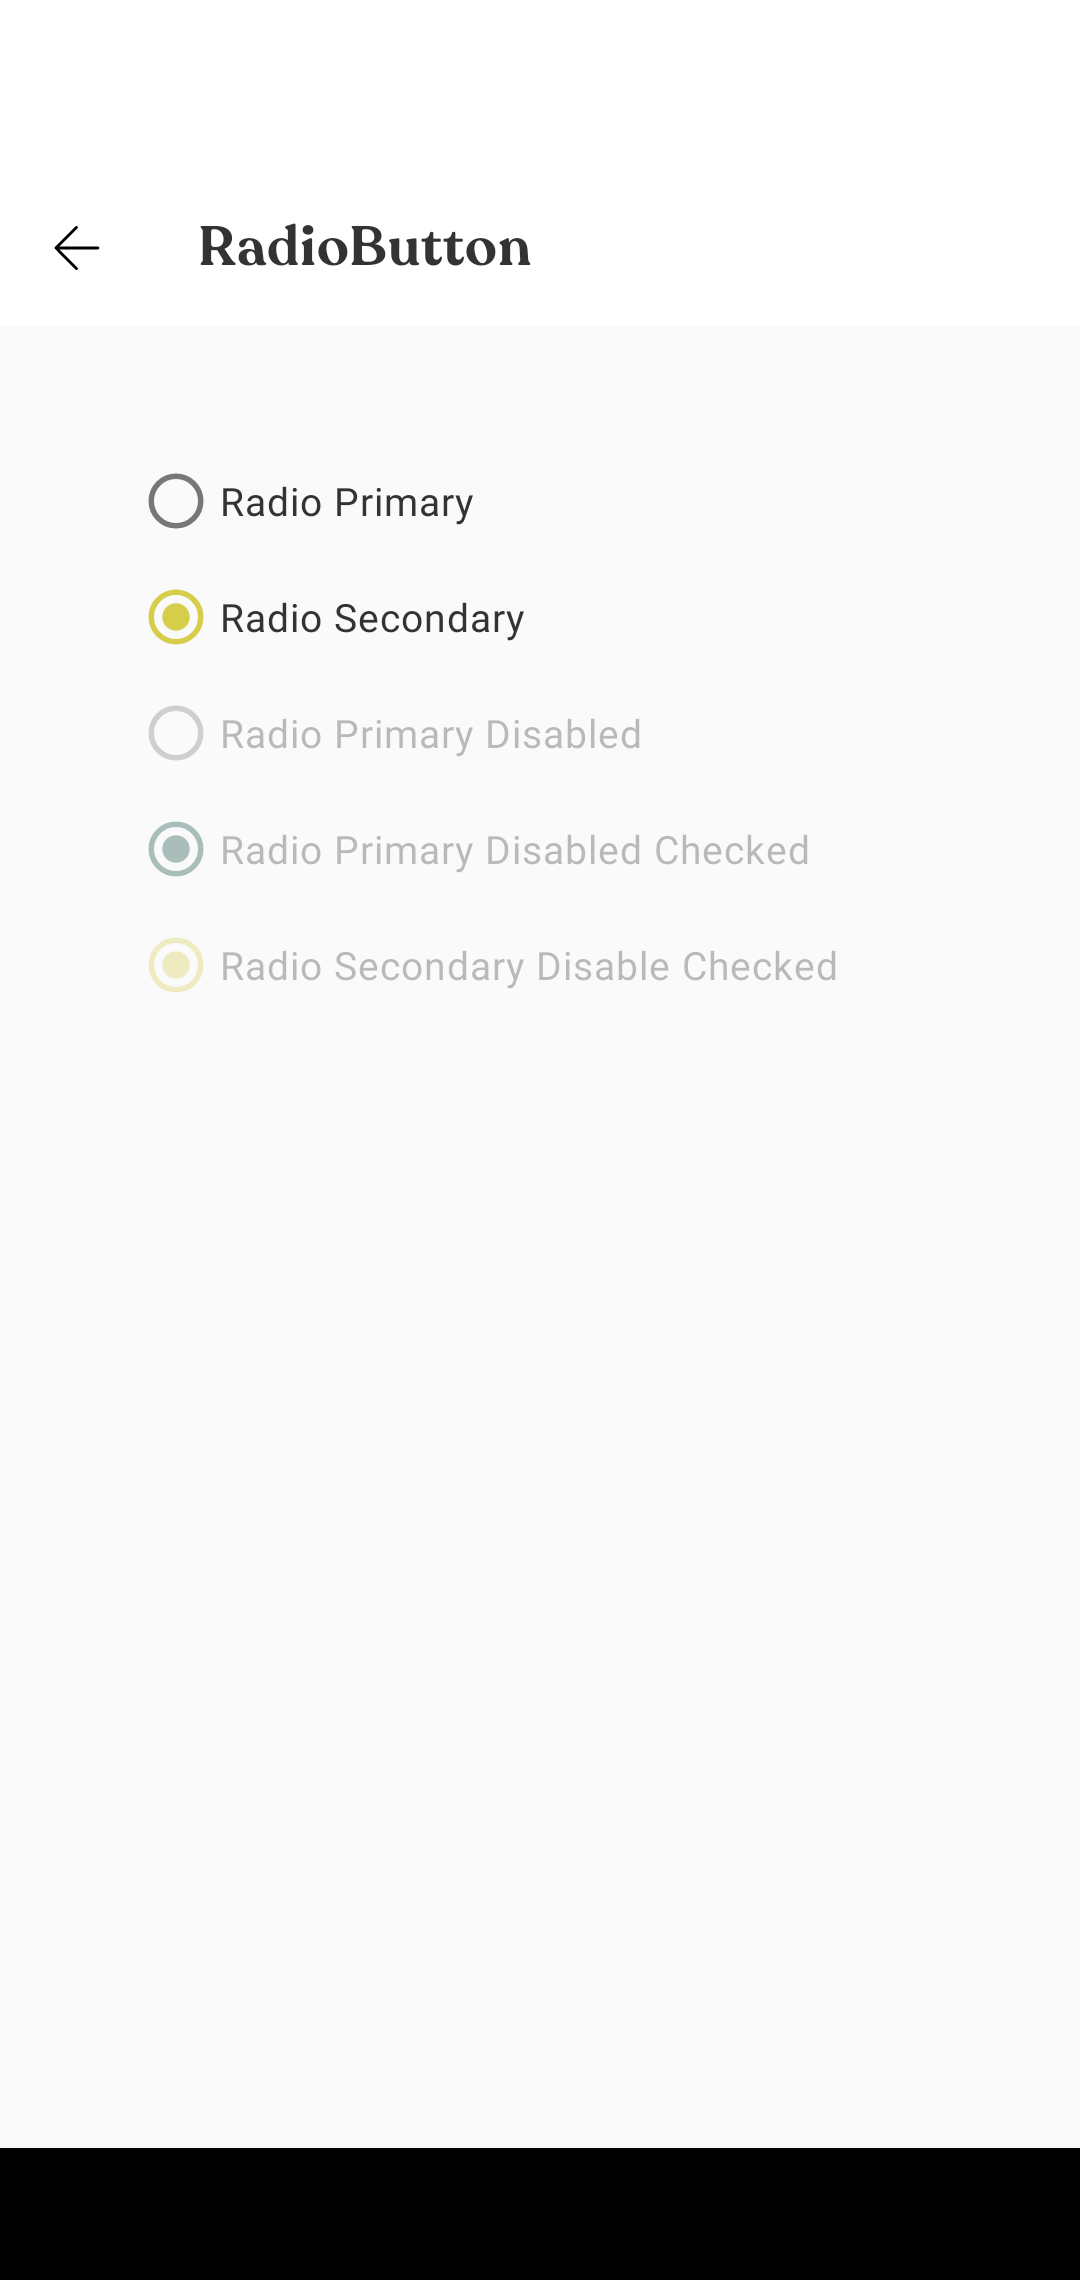 RadioButton
Radio Primary
Radio Secondary
Radio Primary Disabled
Radio Primary Disabled Checked
Radio Secondary Disable Checked